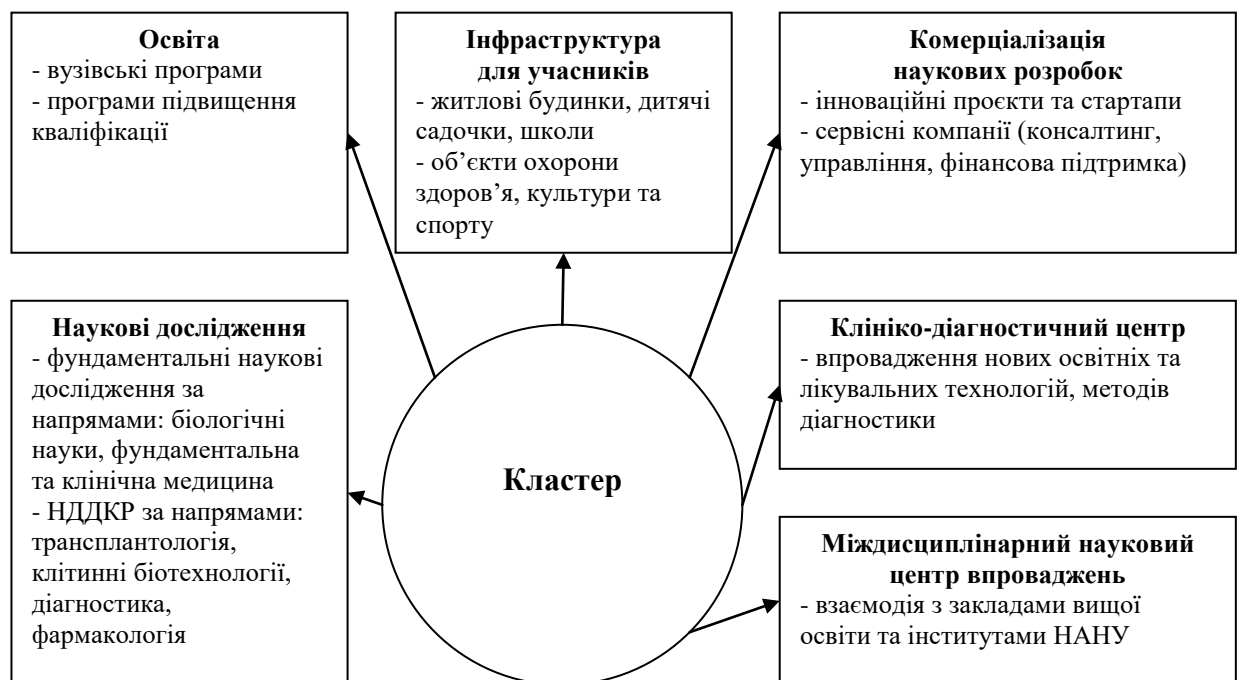 Освіта
- вузівські програми
- програми підвищення
кваліфікації
Інфраструктура
для учасників
- житлові будинки, дитячі
садочки, школи
- об’єкти охорони
здоров’я, культури та
спорту
Комерціалізація
наукових розробок
- інноваційні проєкти та стартапи
- сервісні компанії (консалтинг,
управління, фінансова підтримка)
Наукові дослідження
- фундаментальні наукові
дослідження за
напрямами: біологічні
науки, фундаментальна
та клінічна медицина
- НДДКР за напрямами:
трансплантологія,
клітинні біотехнології,
діагностика,
фармакологія
Кластер
Клініко-діагностичний центр
- впровадження нових освітніх та
лікувальних технологій, методів
діагностики
Міждисциплінарний науковий
центр впроваджень
- взаємодія з закладами вищої
освіти та інститутами НАНУ